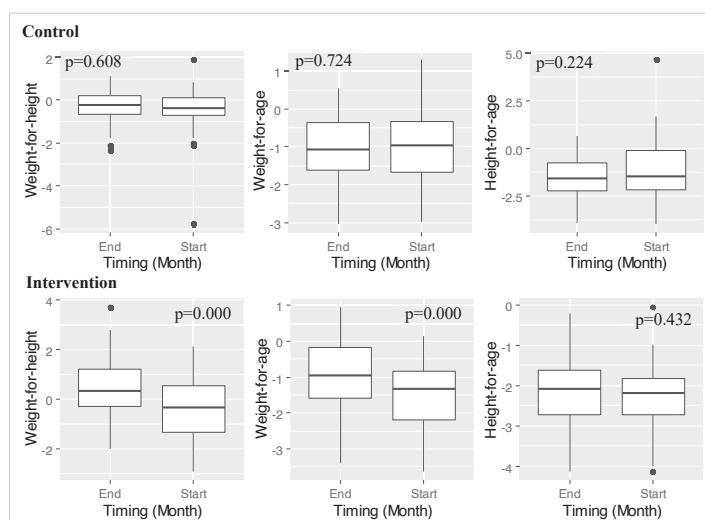 Control
p=0.608
p=0.724
p=0.224
Weight-for-height
2
0
-2
-4
-6
Weight-for-age
1
0
-1
-2
-3
Height-for-age
5.0
2.5
0.0
-2.5
End Start
End Start
End Start
Timing (Month)
Timing (Month)
Timing (Month)
Intervention
p=0.000
p=0.000
p=0.432
Weight-for-height
4
2
0
-2
Weight-for-age
1
0
-1
-2
-3
Height-for-age
0
-1
-2
-3
-4
End Start
End Start
End Start
Timing (Month)
Timing (Month)
Timing (Month)